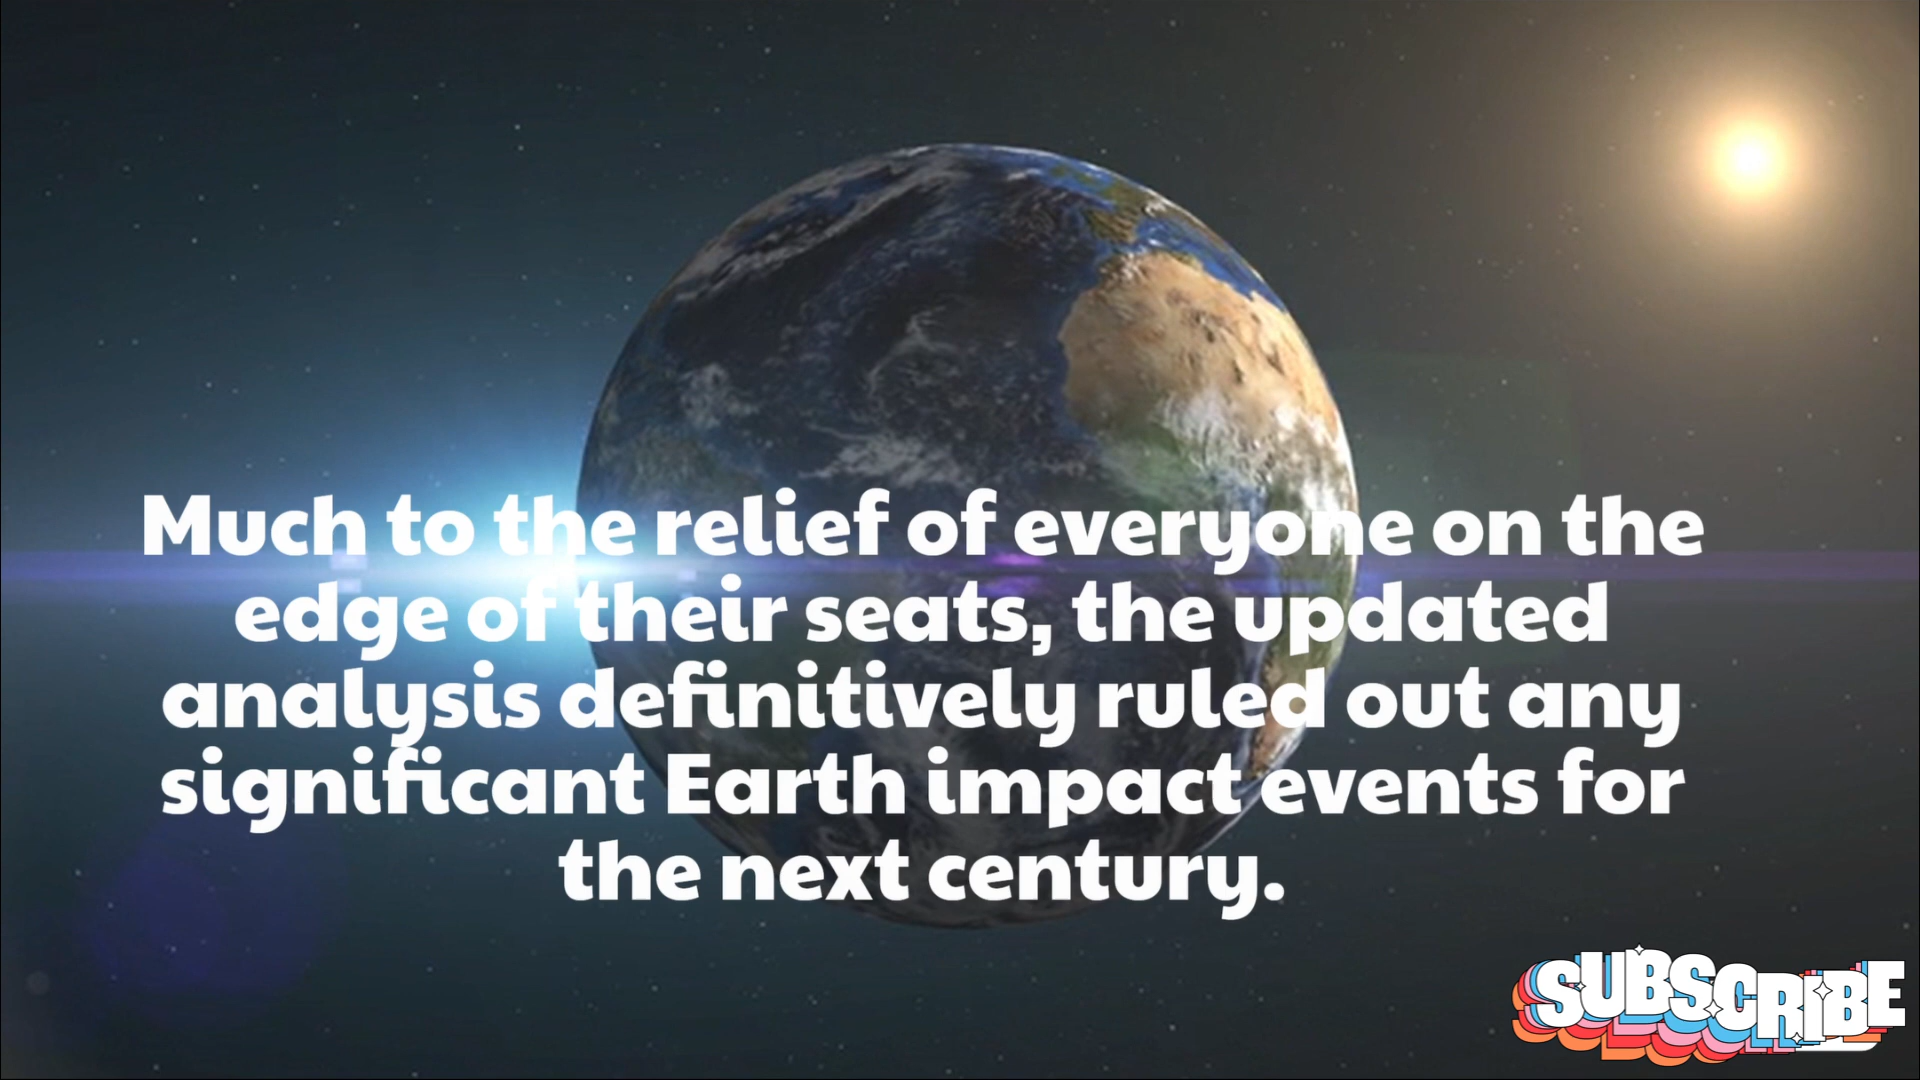 Much to the relief of everyone on the
edge of their seats, the updated
analysis definitively ruled out any
significant Earth impact events for
the next century.
SUBSCRIBE